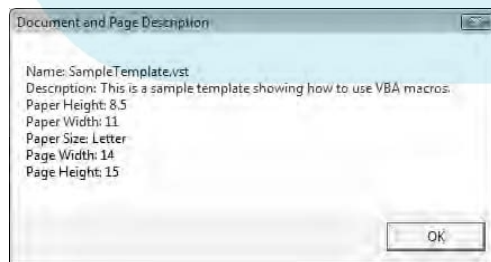 Document and Page Description
Name: SampleTemplate.vst
Description: This is a sample template showing how to use VBA macros.
Paper Height: 8.5
Paper Width: 11
Paper Size: Letter
Page Width: 14
Page Height: 15
OK